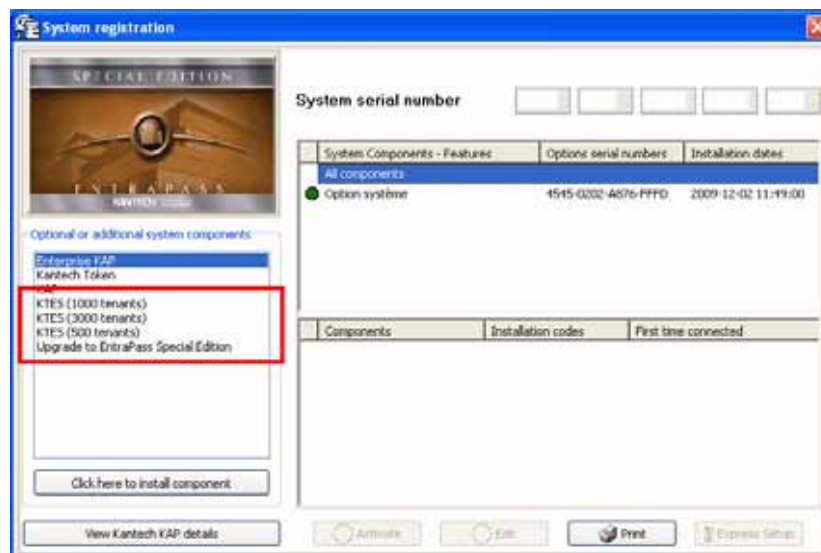 System registration
SPECIAL EDITION
ENTRAPASS
KANTECH
System serial number
System Components - Features Options serial numbers Installation dates
All components
Option système 4545-0202-A876-FFFD 2009-12-02 11:49:00
Optional or additional system components
Enterprise KAP
Kantech Token
KAP
KTES (1000 tenants)
KTES (3000 tenants)
KTES (500 tenants)
Upgrade to EntraPass Special Edition
Components Installation codes First time connected
Click here to install component
View Kantech KAP details
Activate
Edit
Print
Express Setup